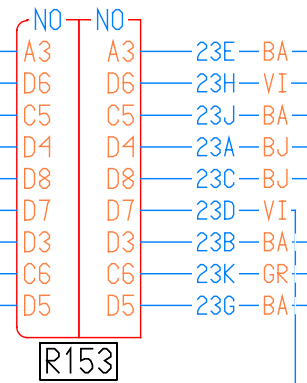 NO NO
A3 A3 23E BA
D6 D6 23H VI
C5 C5 23J BA
D4 D4 23A BJ
D8 D8 23C BJ
D7 D7 23D VI
D3 D3 23B BA
C6 C6 23K GR
D5 D5 23G BA
R153